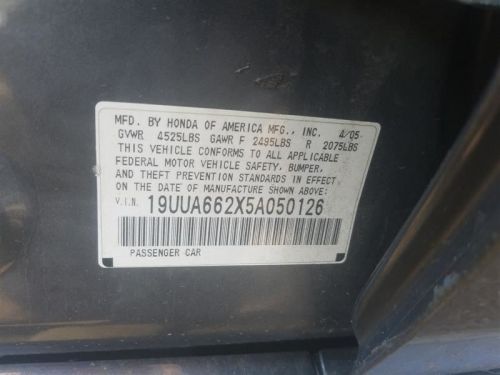 MFD. BY HONDA OF AMERICA MFG., INC. 4/05
GVWR 4525LBS GAWR F 2495LBS R 2075LBS
THIS VEHICLE CONFORMS TO ALL APPLICABLE
FEDERAL MOTOR VEHICLE SAFETY, BUMPER,
AND THEFT PREVENTION STANDARDS IN EFFECT
ON THE DATE OF MANUFACTURE SHOWN ABOVE:
V.I.N. 19UUA662X5A050126
PASSENGER CAR